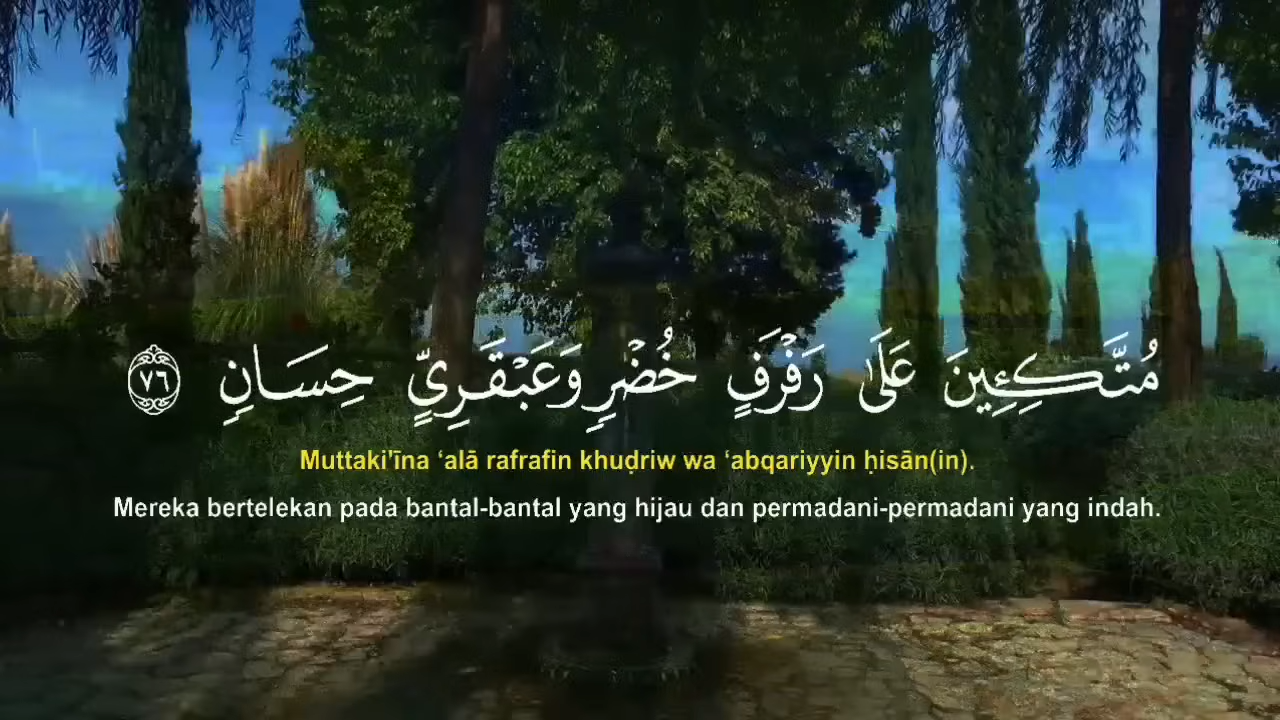 مُتَّكِـِٕينَ عَلٰى رَفْرَفٍ خُضْرٍ وَّعَبْقَرِيٍّ حِسَانٍۚ ۝٧٦
Muttaki'īna ‘alā rafrafin khuḍriw wa ‘abqariyyin ḥisān(in).
Mereka bertelekan pada bantal-bantal yang hijau dan permadani-permadani yang indah.